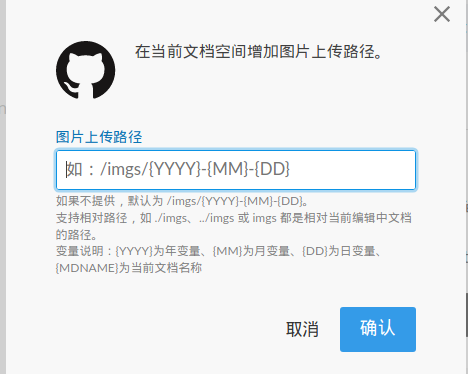 在当前文档空间增加图片上传路径。
图片上传路径
如：/imgs/{YYYY}-{MM}-{DD}
如果不提供，默认为 /imgs/{YYYY}-{MM}-{DD}。
支持相对路径，如 ./imgs、../imgs 或 imgs 都是相对当前编辑中文档
的路径。
变量说明：{YYYY}为年变量、{MM}为月变量、{DD}为日变量、
{MDNAME}为当前文档名称
取消
确认